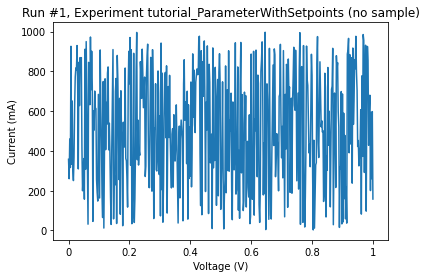 Run #1, Experiment tutorial_ParameterWithSetpoints (no sample)
1000
800
600
400
200
0
Current (mA)
0 0.2 0.4 0.6 0.8 1
Voltage (V)